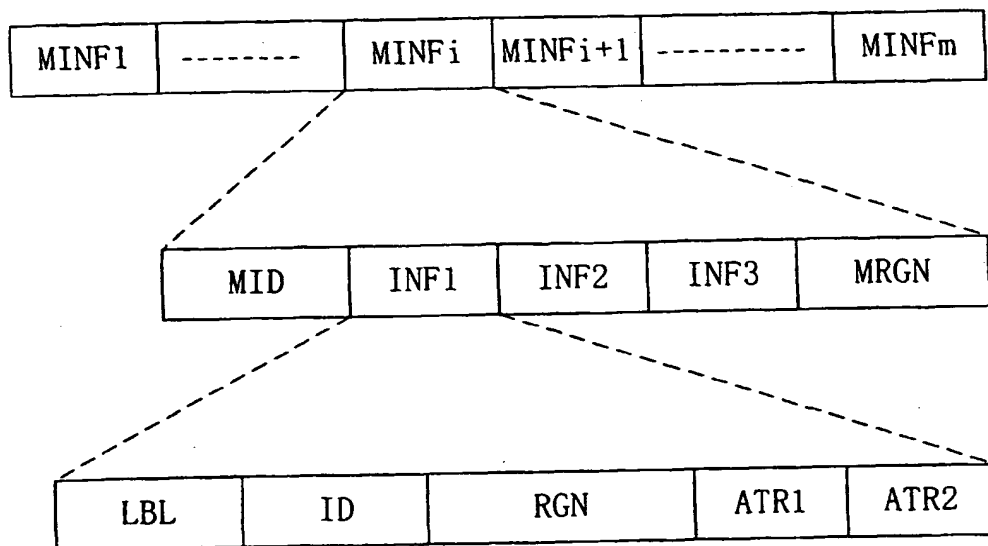 MINF1 -------- MINFi MINFi+1 ---------- MINFm
MID INF1 INF2 INF3 MRGN
LBL ID RGN ATR1 ATR2